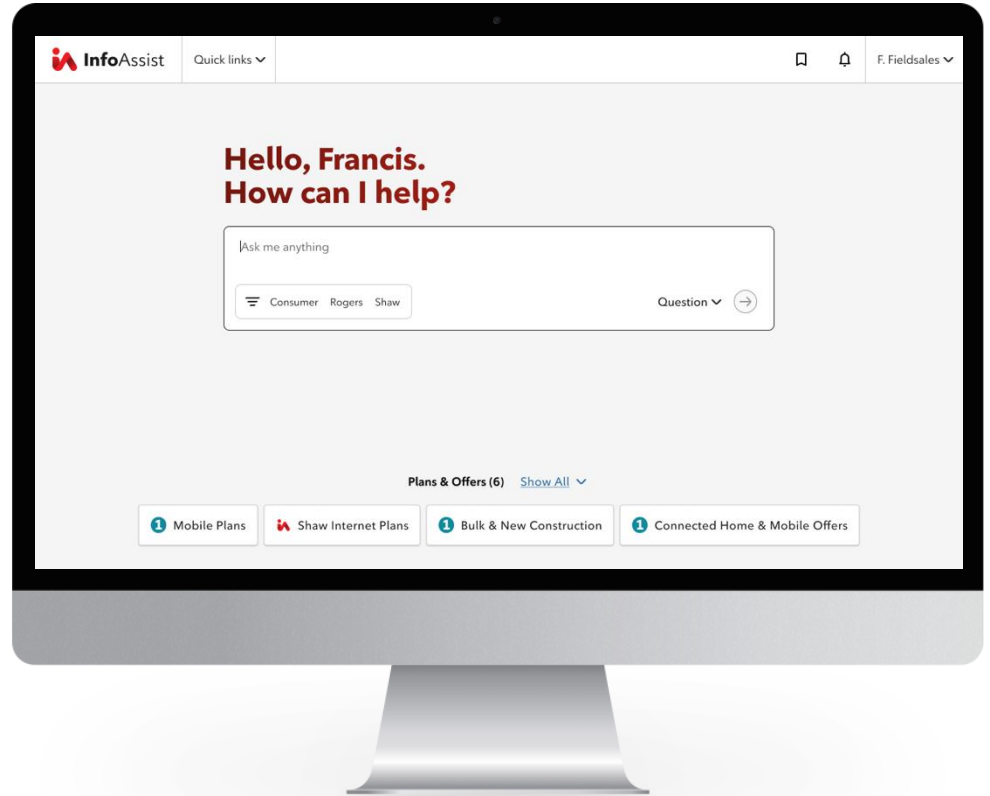 InfoAssist
Quick links
F. Fieldsales
Hello, Francis.
How can I help?
Ask me anything
Consumer Rogers Shaw
Question
Plans & Offers (6) Show All
1 Mobile Plans
Shaw Internet Plans
1 Bulk & New Construction
1 Connected Home & Mobile Offers